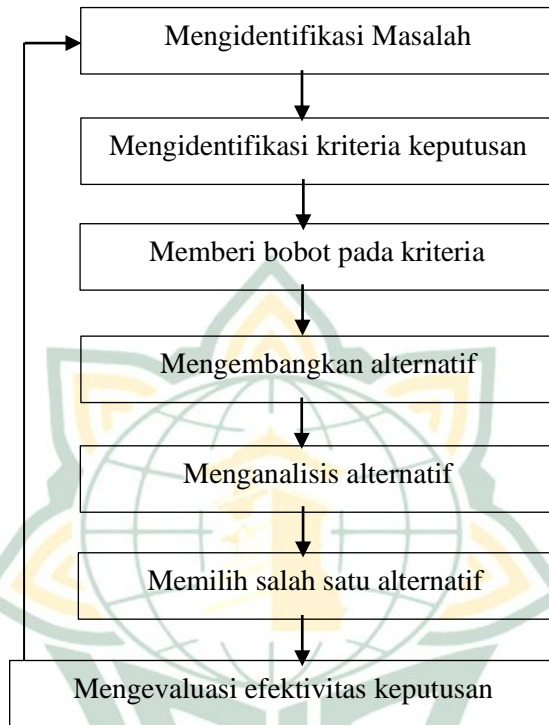 Mengidentifikasi Masalah
Mengidentifikasi kriteria keputusan
Memberi bobot pada kriteria
Mengembangkan alternatif
Menganalisis alternatif
Memilih salah satu alternatif
Mengevaluasi efektivitas keputusan